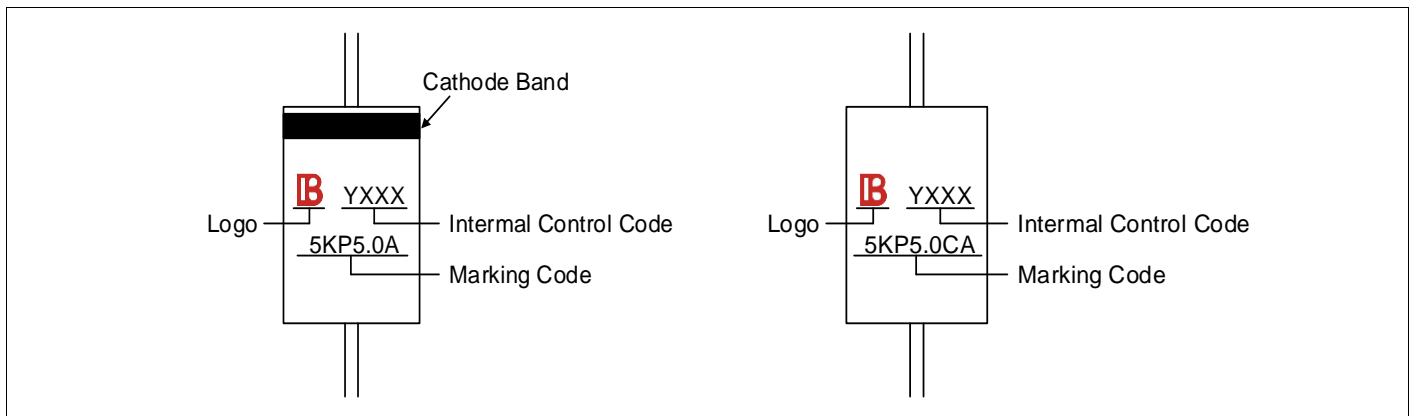 Cathode Band
B YXXX
Logo
Intermal Control Code
5KP5.0A
Marking Code
B YXXX
Logo
Intermal Control Code
5KP5.0CA
Marking Code